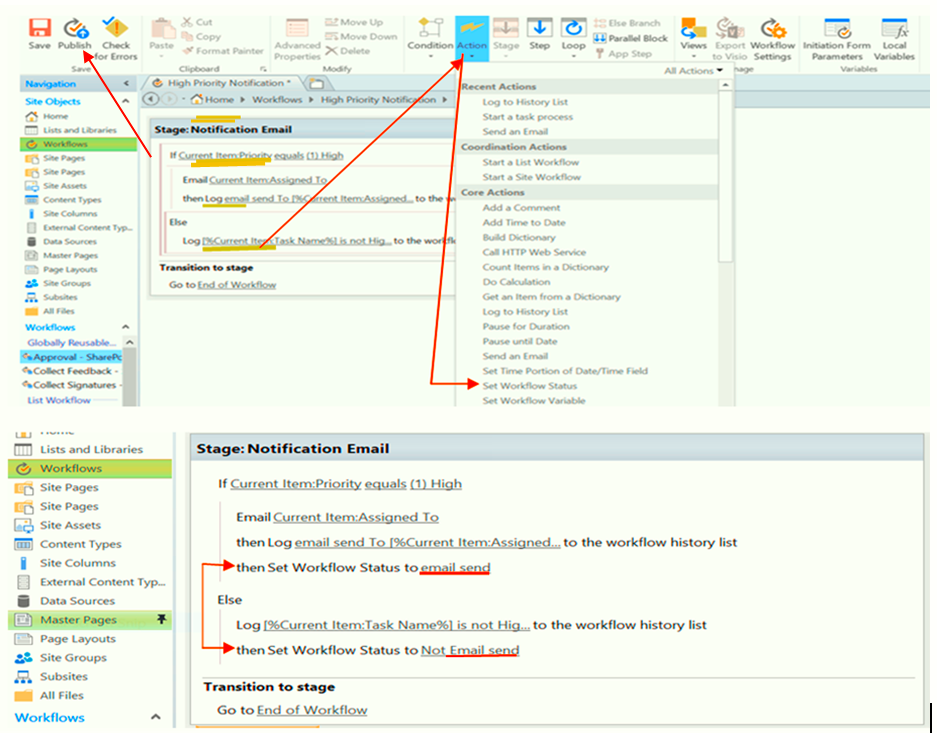 Save Publish Check for Errors
Save
Paste Cut
Copy
Format Painter
Clipboard
Advanced Properties Move Up
Move Down
Delete
Modify
Condition Action Stage Step Loop Else Branch
Parallel Block
App Step
Views Export to Visio Workflow Settings
Initiation Form Parameters Local Variables
Variables
Navigation <
Site Objects
Home
Lists and Libraries
Workflows
Site Pages
Site Pages
Site Assets
Content Types
Site Columns
External Content Typ...
Data Sources
Master Pages
Page Layouts
Site Groups
Subsites
All Files
Workflows
Globally Reusable...
Approval - SharePo
Collect Feedback -
Collect Signatures -
List Workflow
High Priority Notification *
Home Workflows High Priority Notification
Stage: Notification Email
If Current Item:Priority equals (1) High
Email Current Item:Assigned To
then Log email send To [%Current Item:Assigned... to the w
Else
Log [%Current Item:Task Name%] is not Hig... to the workfl
Transition to stage
Go to End of Workflow
All Actions
Recent Actions
Log to History List
Start a task process
Send an Email
Coordination Actions
Start a List Workflow
Start a Site Workflow
Core Actions
Add a Comment
Add Time to Date
Build Dictionary
Call HTTP Web Service
Count Items in a Dictionary
Do Calculation
Get an Item from a Dictionary
Log to History List
Pause for Duration
Pause until Date
Send an Email
Set Time Portion of Date/Time Field
Set Workflow Status
Set Workflow Variable
Lists and Libraries
Workflows
Site Pages
Site Pages
Site Assets
Content Types
Site Columns
External Content Typ...
Data Sources
Master Pages
Page Layouts
Site Groups
Subsites
All Files
Workflows
Stage: Notification Email
If Current Item:Priority equals (1) High
Email Current Item:Assigned To
then Log email send To [%Current Item:Assigned... to the workflow history list
then Set Workflow Status to email send
Else
Log [%Current Item:Task Name%] is not Hig... to the workflow history list
then Set Workflow Status to Not Email send
Transition to stage
Go to End of Workflow